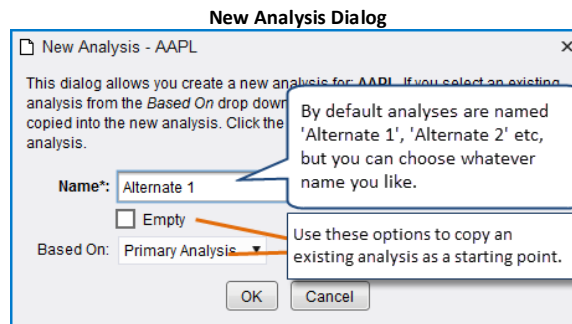 New Analysis Dialog
New Analysis - AAPL
This dialog allows you create a new analysis for: AAPL. If you select an existing
analysis from the Based On drop down
copied into the new analysis. Click the
analysis.
By default analyses are named
'Alternate 1', 'Alternate 2' etc,
but you can choose whatever
name you like.
Name*: Alternate 1
Empty
Based On: Primary Analysis
Use these options to copy an
existing analysis as a starting point.
OK Cancel